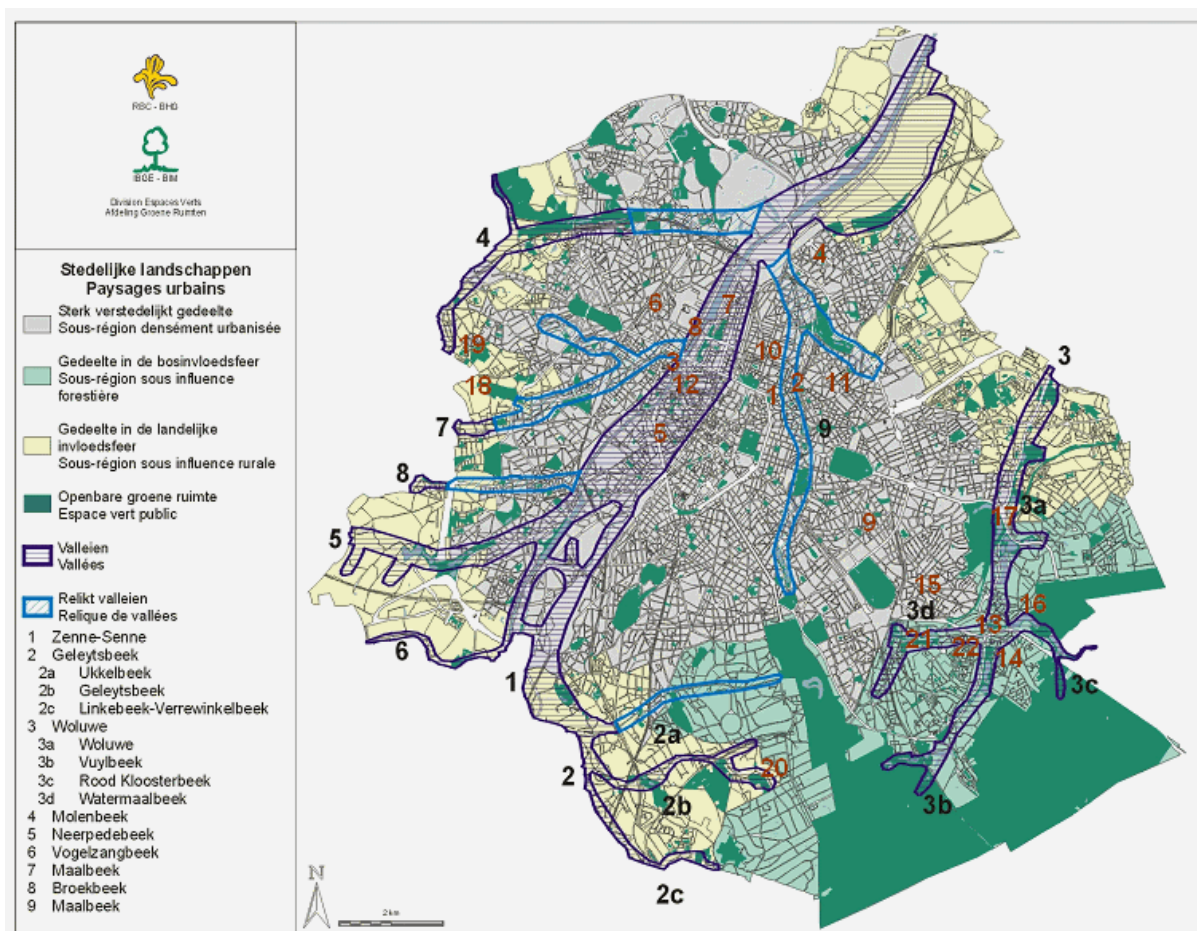 RBC - BHG
IBGE - BIM
Division Espaces Verts
Afdeling Groene Ruimten
Stedelijke landschappen
Paysages urbains
Sterk verstedelijkt gedeelte
Sous-région densément urbanisée
Gedeelte in de bosinvloedsfeer
Sous-région sous influence
forestière
Gedeelte in de landelijke
invloedsfeer
Sous-région sous influence rurale
Openbare groene ruimte
Espace vert public
Valleien
Vallées
Relikt valleien
Relique de vallées
1 Zenne-Senne
2 Geleytsbeek
2a Ukkelbeek
2b Geleytsbeek
2c Linkebeek-Verrewinkelbeek
3 Woluwe
3a Woluwe
3b Vuylbeek
3c Rood Kloosterbeek
3d Watermaalbeek
4 Molenbeek
5 Neerpedebeek
6 Vogelzangbeek
7 Maalbeek
8 Broekbeek
9 Maalbeek
N
2 km
4
4
6
7
8
19
3
3
18
12
10
2
11
1
7
5
9
8
3a
17
9
5
15
16
3d
13
6
21
22
14
1
3c
2a
20
2
2b
3b
2c